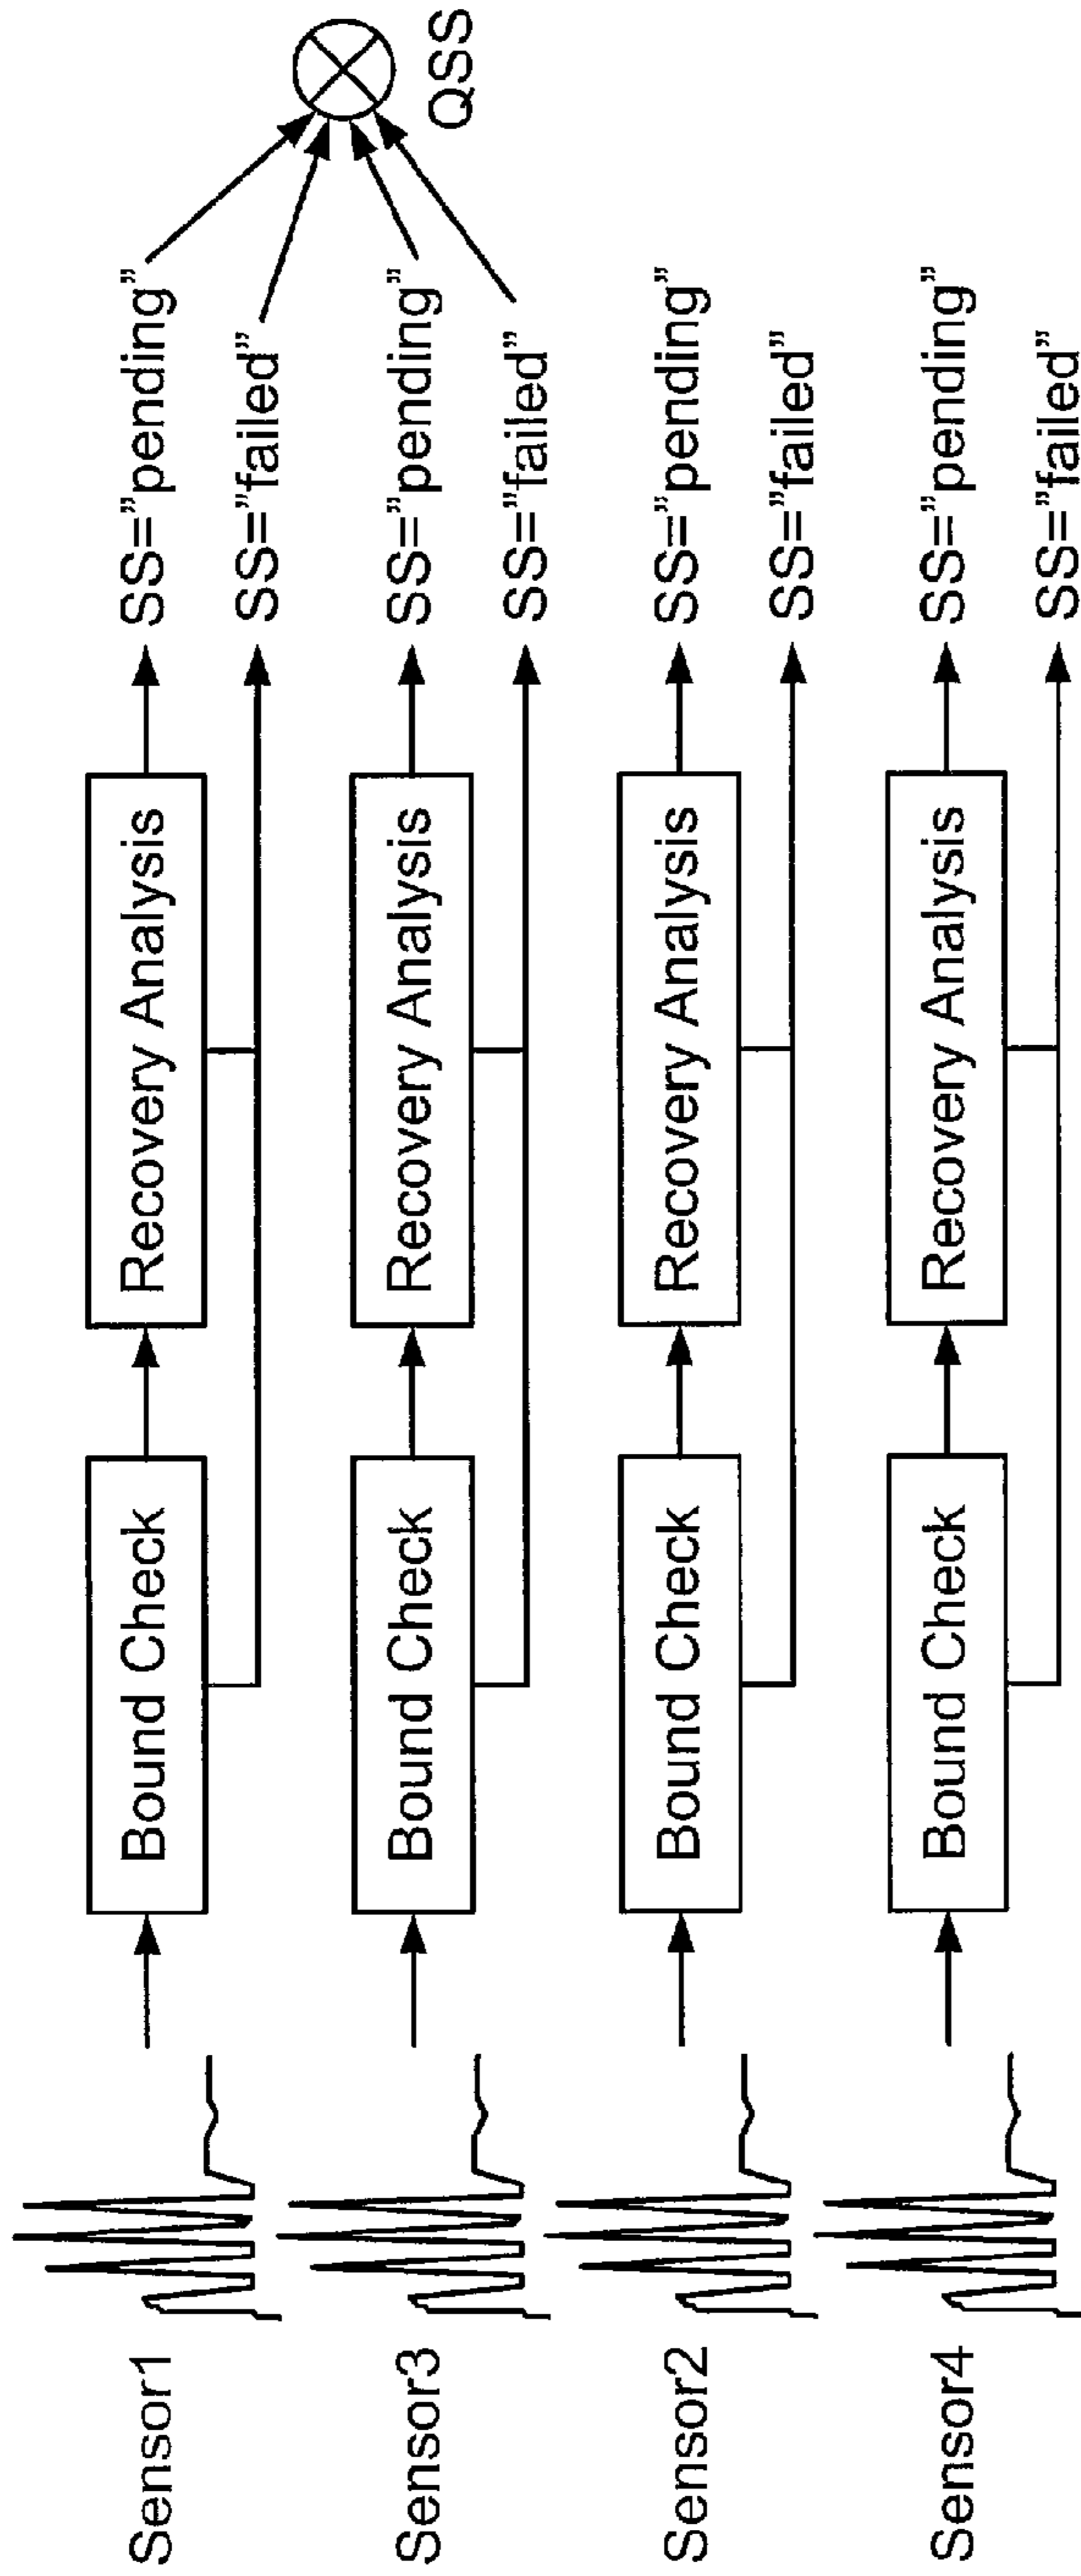 Sensor1
Bound Check
Recovery Analysis
SS=”pending”
SS=”failed”
QSS
Sensor3
Bound Check
Recovery Analysis
SS=”pending”
SS=”failed”
Sensor2
Bound Check
Recovery Analysis
SS=”pending”
SS=”failed”
Sensor4
Bound Check
Recovery Analysis
SS=”pending”
SS=”failed”